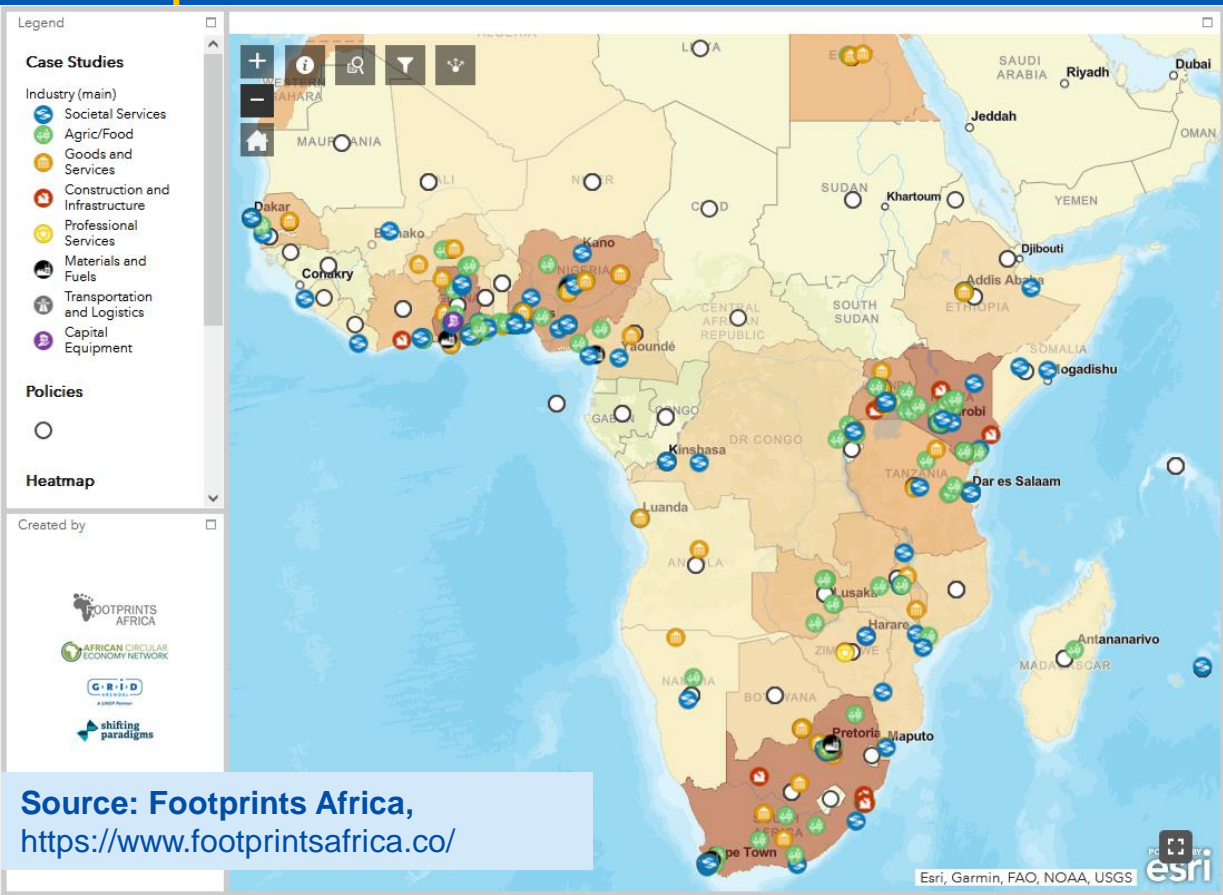 Legend
Case Studies
Industry (main)
Societal Services
Agric/Food
Goods and
Services
Construction and
Infrastructure
Professional
Services
Materials and
Fuels
Transportation
and Logistics
Capital
Equipment
Policies
Heatmap
Created by
FOOTPRINTS
AFRICA
AFRICAN CIRCULAR
ECONOMY NETWORK
G·R·I·D
ARENDAL
A UNEP Partner
shifting
paradigms
Source: Footprints Africa,
https://www.footprintsafrica.co/
SAUDI
ARABIA
Riyadh
Dubai
Jeddah
OMAN
SUDAN
Khartoum
YEMEN
Dakar
Kano
NIGERIA
Conakry
Djibouti
Addis Ababa
ETHIOPIA
CENTRAL
AFRICAN
REPUBLIC
SOUTH
SUDAN
Yaoundé
SOMALIA
DR CONGO
Kinshasa
TANZANIA
Dar es Salaam
Luanda
Lusaka
Harare
Antananarivo
MADAGASCAR
Pretoria
Maputo
Esri, Garmin, FAO, NOAA, USGS
esri